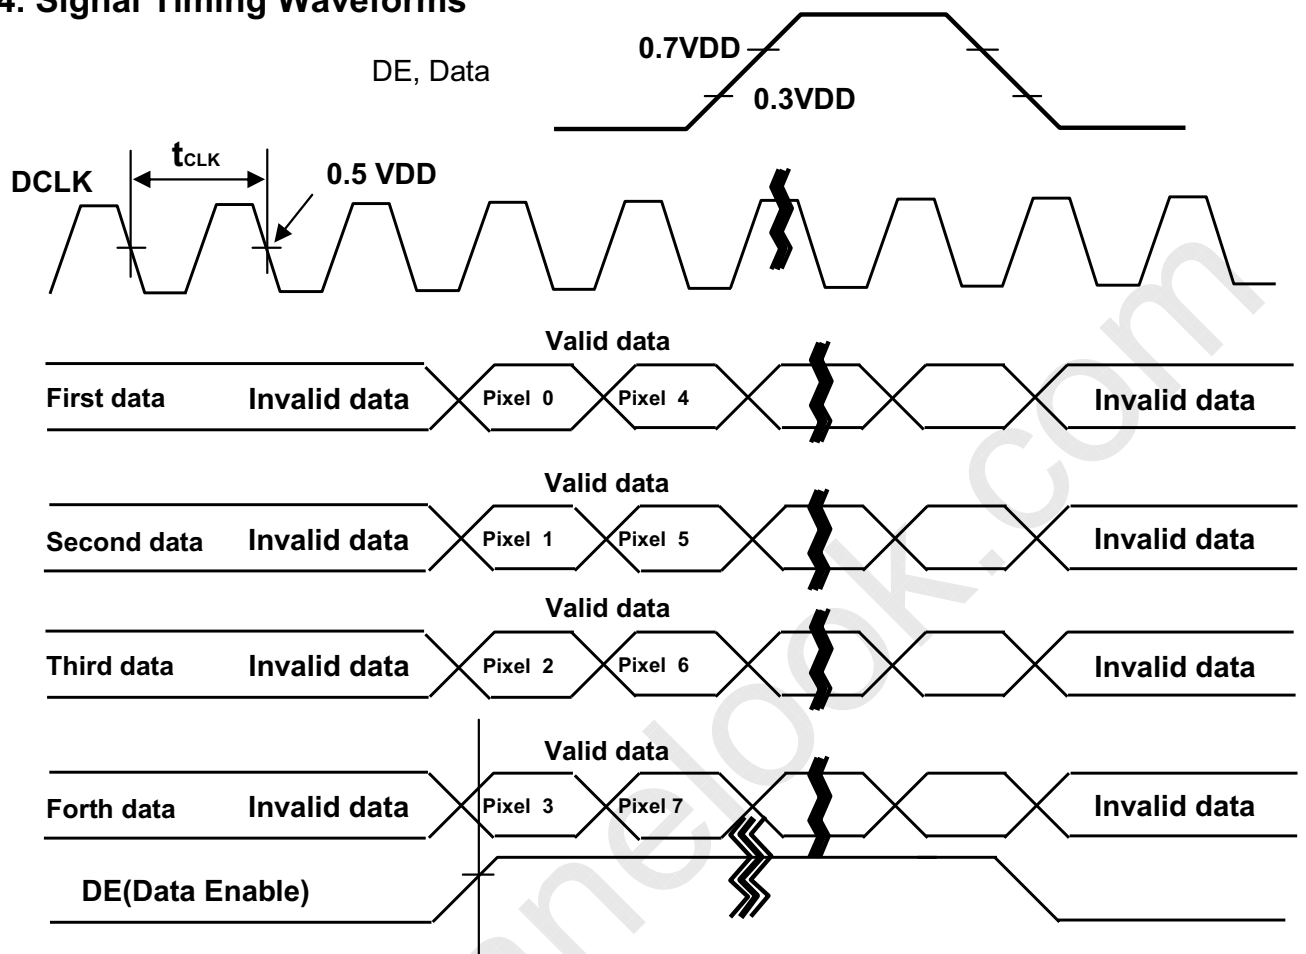 4. Signal Timing Waveforms
0.7VDD
DE, Data
0.3VDD
tCLK
DCLK
0.5 VDD
Valid data
First data Invalid data Pixel 0 Pixel 4 Invalid data
Valid data
Second data Invalid data Pixel 1 Pixel 5 Invalid data
Valid data
Third data Invalid data Pixel 2 Pixel 6 Invalid data
Valid data
Forth data Invalid data Pixel 3 Pixel 7 Invalid data
DE(Data Enable)
nelook.com